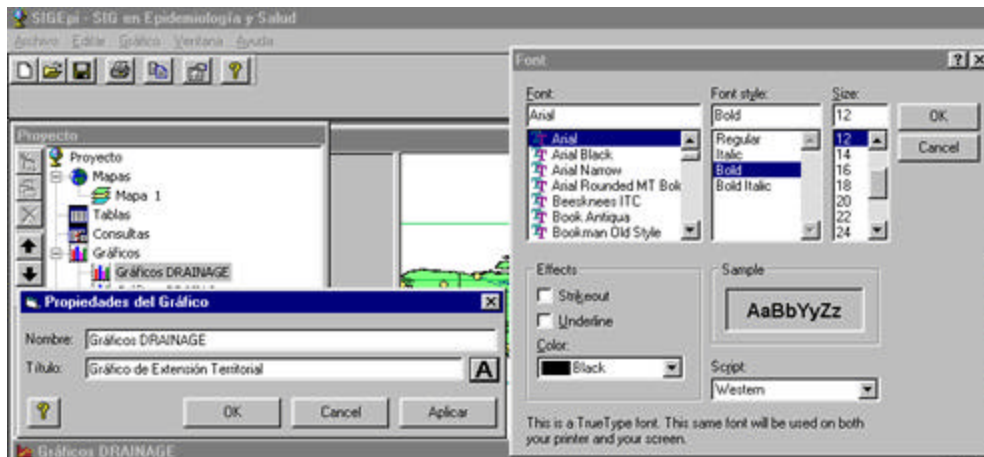 SIGEpi - SIG en Epidemiología y Salud
Archivo Editar Gráfico Ventana Ayuda
Proyecto
Proyecto
Mapas
Mapa 1
Tablas
Consultas
Gráficos
Gráficos DRAINAGE
Propiedades del Gráfico
Nombre: Gráficos DRAINAGE
Título: Gráfico de Extensión Territorial A
OK Cancel Aplicar
Gráficos DRAINAGE
Font
Font: Font style: Size:
Arial Bold 12 OK
Cancel
Arial Regular 12
Arial Black Italic 14
Arial Narrow Bold 16
Arial Rounded MT Bok Bold Italic 18
Beesknees ITC 20
Book Antiqua 22
Bookman Old Style 24
Effects Sample
Strikeout
Underline
AaBbYyZz
Color:
Black
Script:
Western
This is a TrueType font. This same font will be used on both
your printer and your screen.